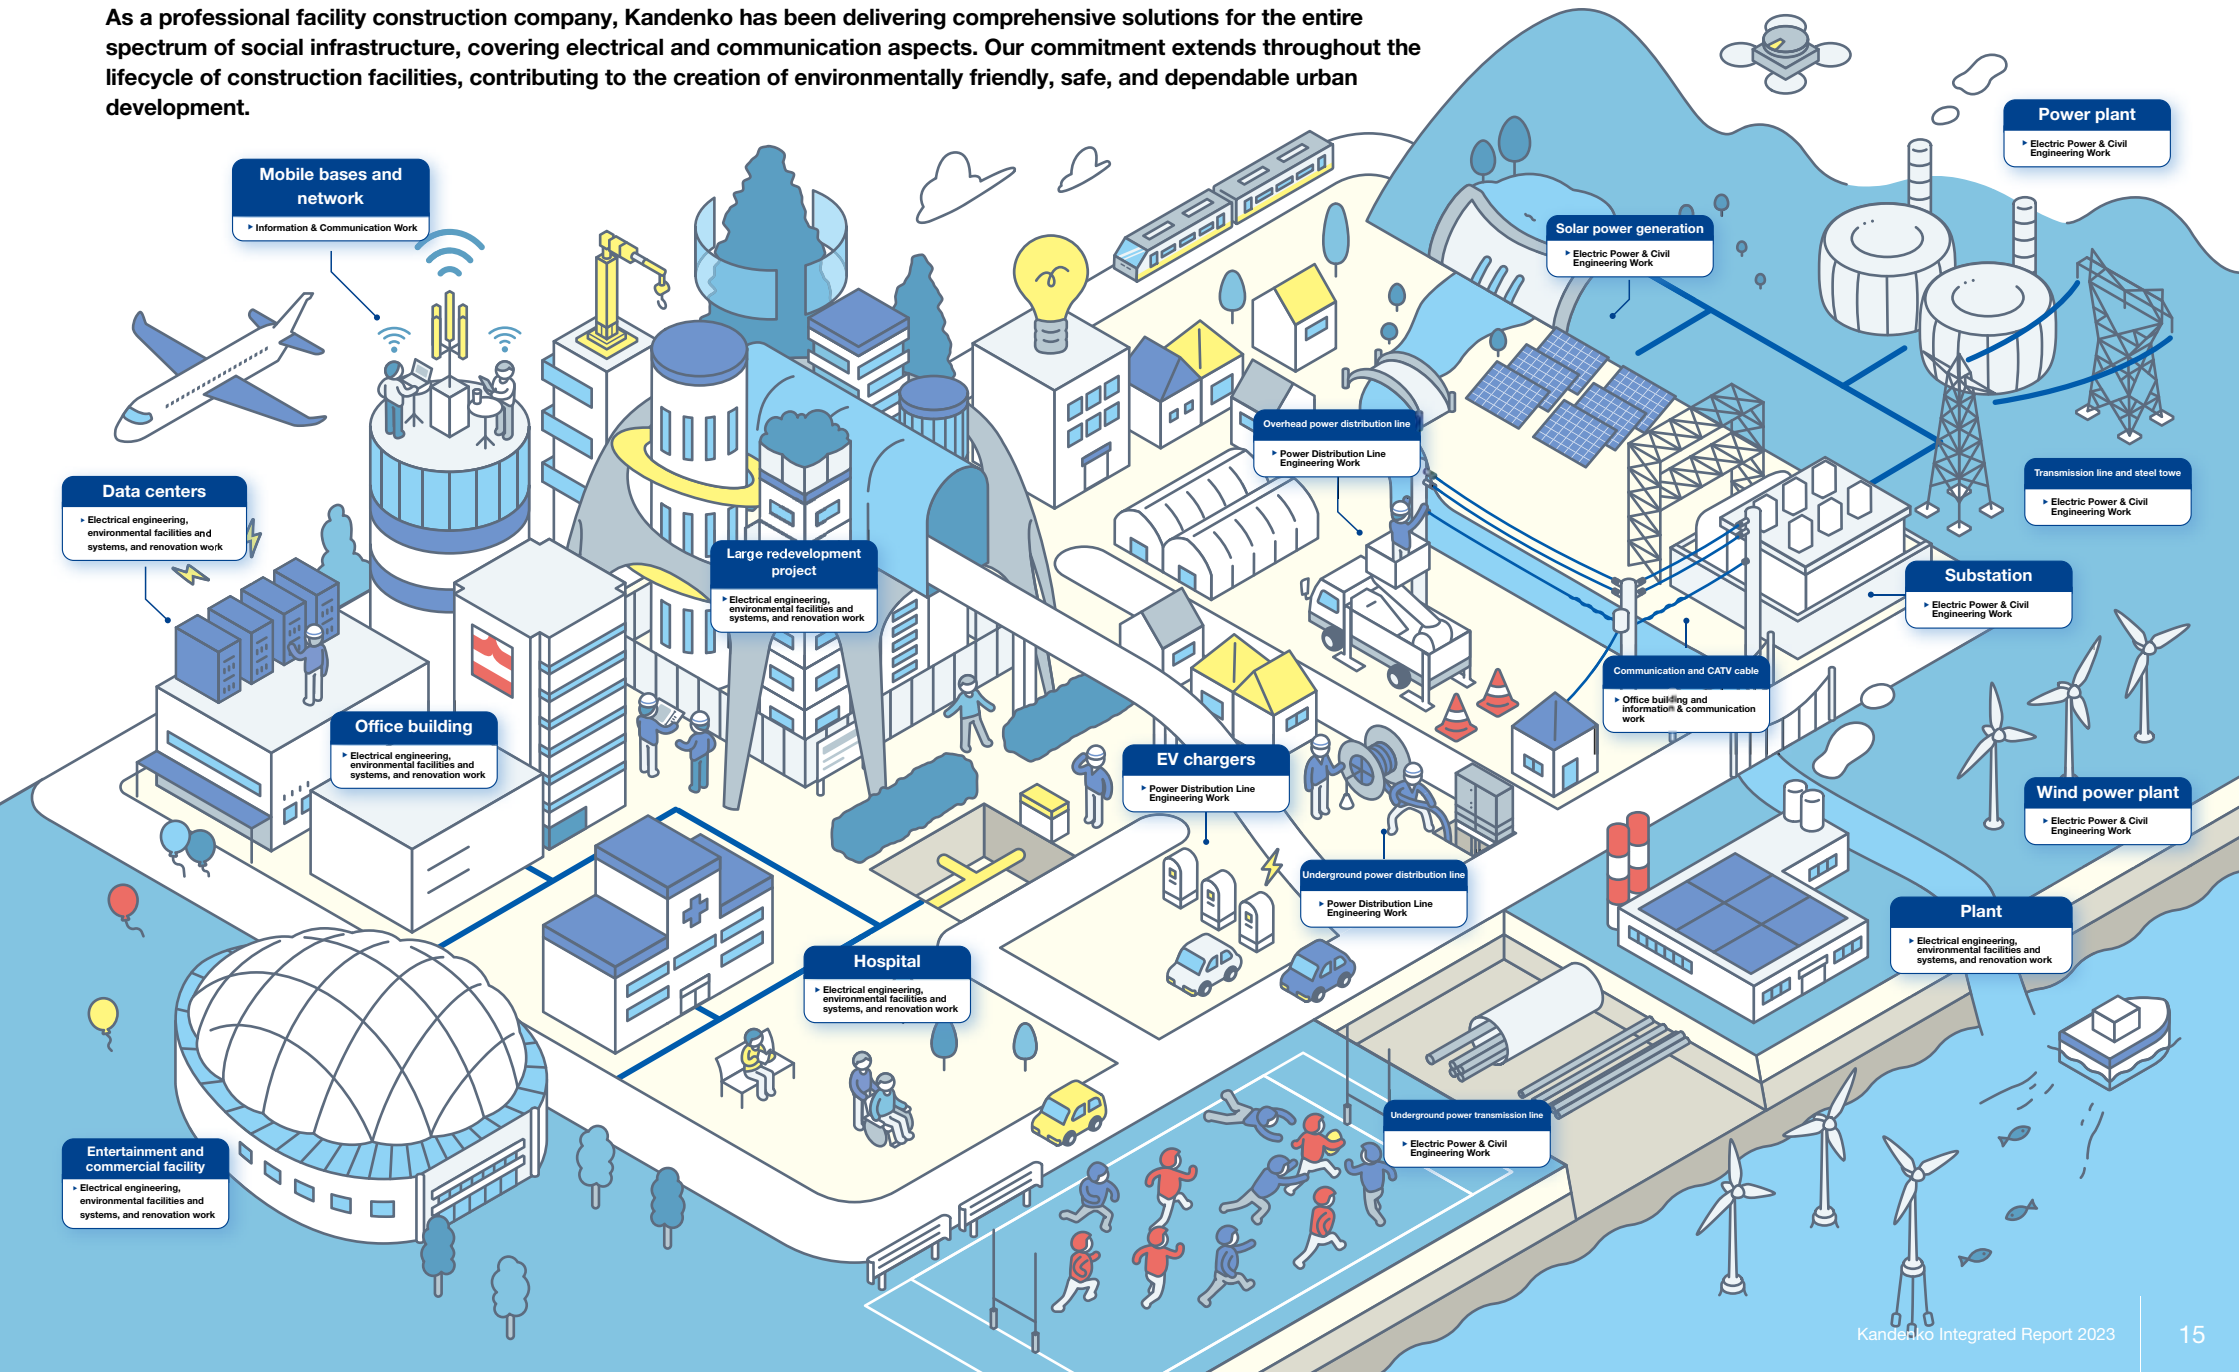 As a professional facility construction company, Kandenko has been delivering comprehensive solutions for the entire
spectrum of social infrastructure, covering electrical and communication aspects. Our commitment extends throughout the
lifecycle of construction facilities, contributing to the creation of environmentally friendly, safe, and dependable urban
development.
Power plant
Electric Power & Civil
Engineering Work
Mobile bases and
network
Information & Communication Work
Solar power generation
Electric Power & Civil
Engineering Work
Overhead power distribution line
Power Distribution Line
Engineering Work
Transmission line and steel towe
Electric Power & Civil
Engineering Work
Data centers
Electrical engineering,
environmental facilities and
systems, and renovation work
Large redevelopment
project
Electrical engineering,
environmental facilities and
systems, and renovation work
Substation
Electric Power & Civil
Engineering Work
Communication and CATV cable
Office building and
information & communication
work
Office building
Electrical engineering,
environmental facilities and
systems, and renovation work
EV chargers
Power Distribution Line
Engineering Work
Wind power plant
Electric Power & Civil
Engineering Work
Underground power distribution line
Power Distribution Line
Engineering Work
Plant
Electrical engineering,
environmental facilities and
systems, and renovation work
Hospital
Electrical engineering,
environmental facilities and
systems, and renovation work
Underground power transmission line
Electric Power & Civil
Engineering Work
Entertainment and
commercial facility
Electrical engineering,
environmental facilities and
systems, and renovation work
Kandenko Integrated Report 2023
15